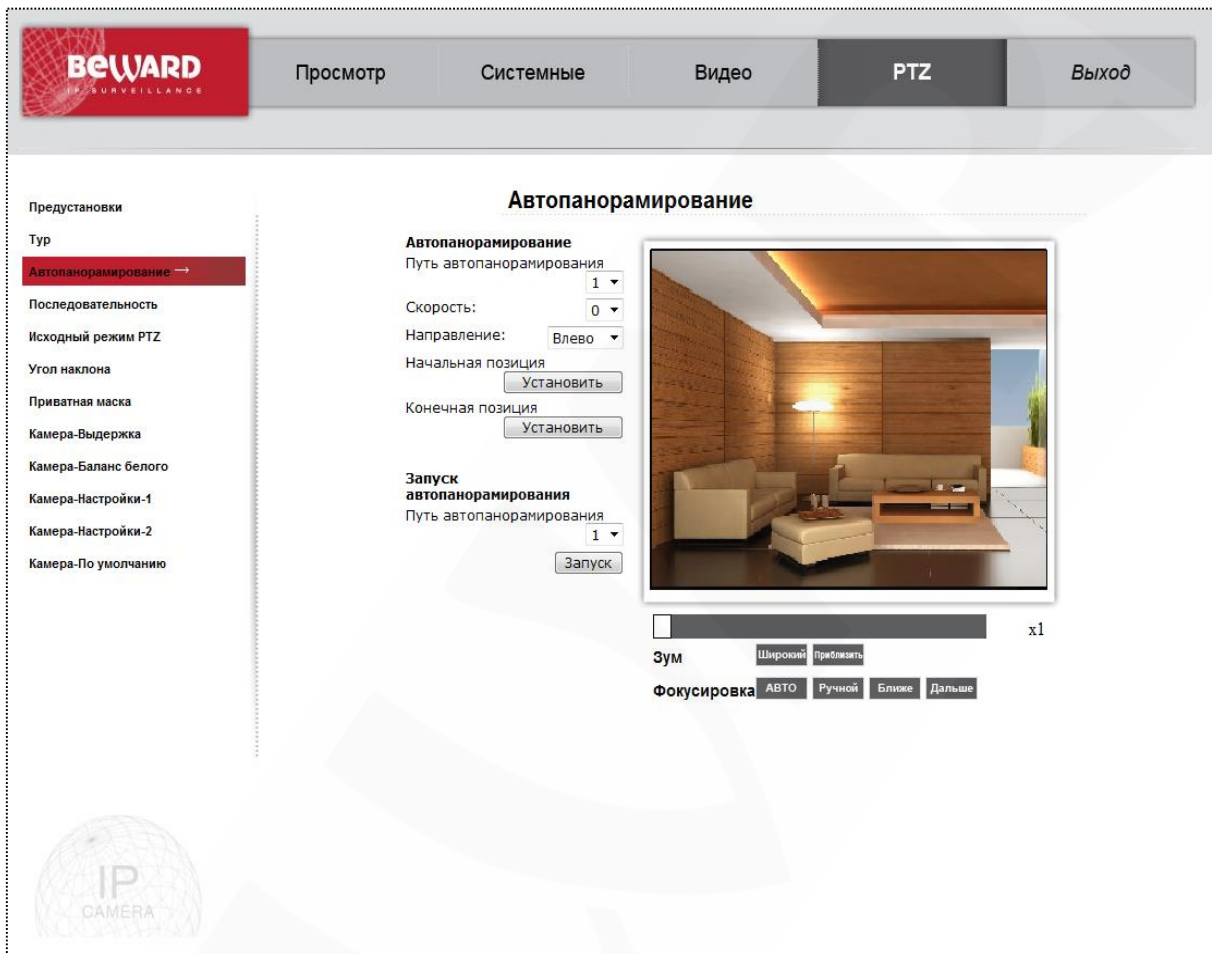 BEWARD
IP SURVEILLANCE
Просмотр
Системные
Видео
PTZ
Выход
Предустановки
Тур
Автопанорамирование →
Последовательность
Исходный режим PTZ
Угол наклона
Приватная маска
Камера-Выдержка
Камера-Баланс белого
Камера-Настройки-1
Камера-Настройки-2
Камера-По умолчанию
Автопанорамирование
Автопанорамирование
Путь автопанорамирования
1
Скорость:
0
Направление:
Влево
Начальная позиция
Установить
Конечная позиция
Установить
Запуск
автопанорамирования
Путь автопанорамирования
1
Запуск
x1
Зум
Широкий
Приблизить
Фокусировка
АВТО
Ручной
Ближе
Дальше
IP
CAMERA